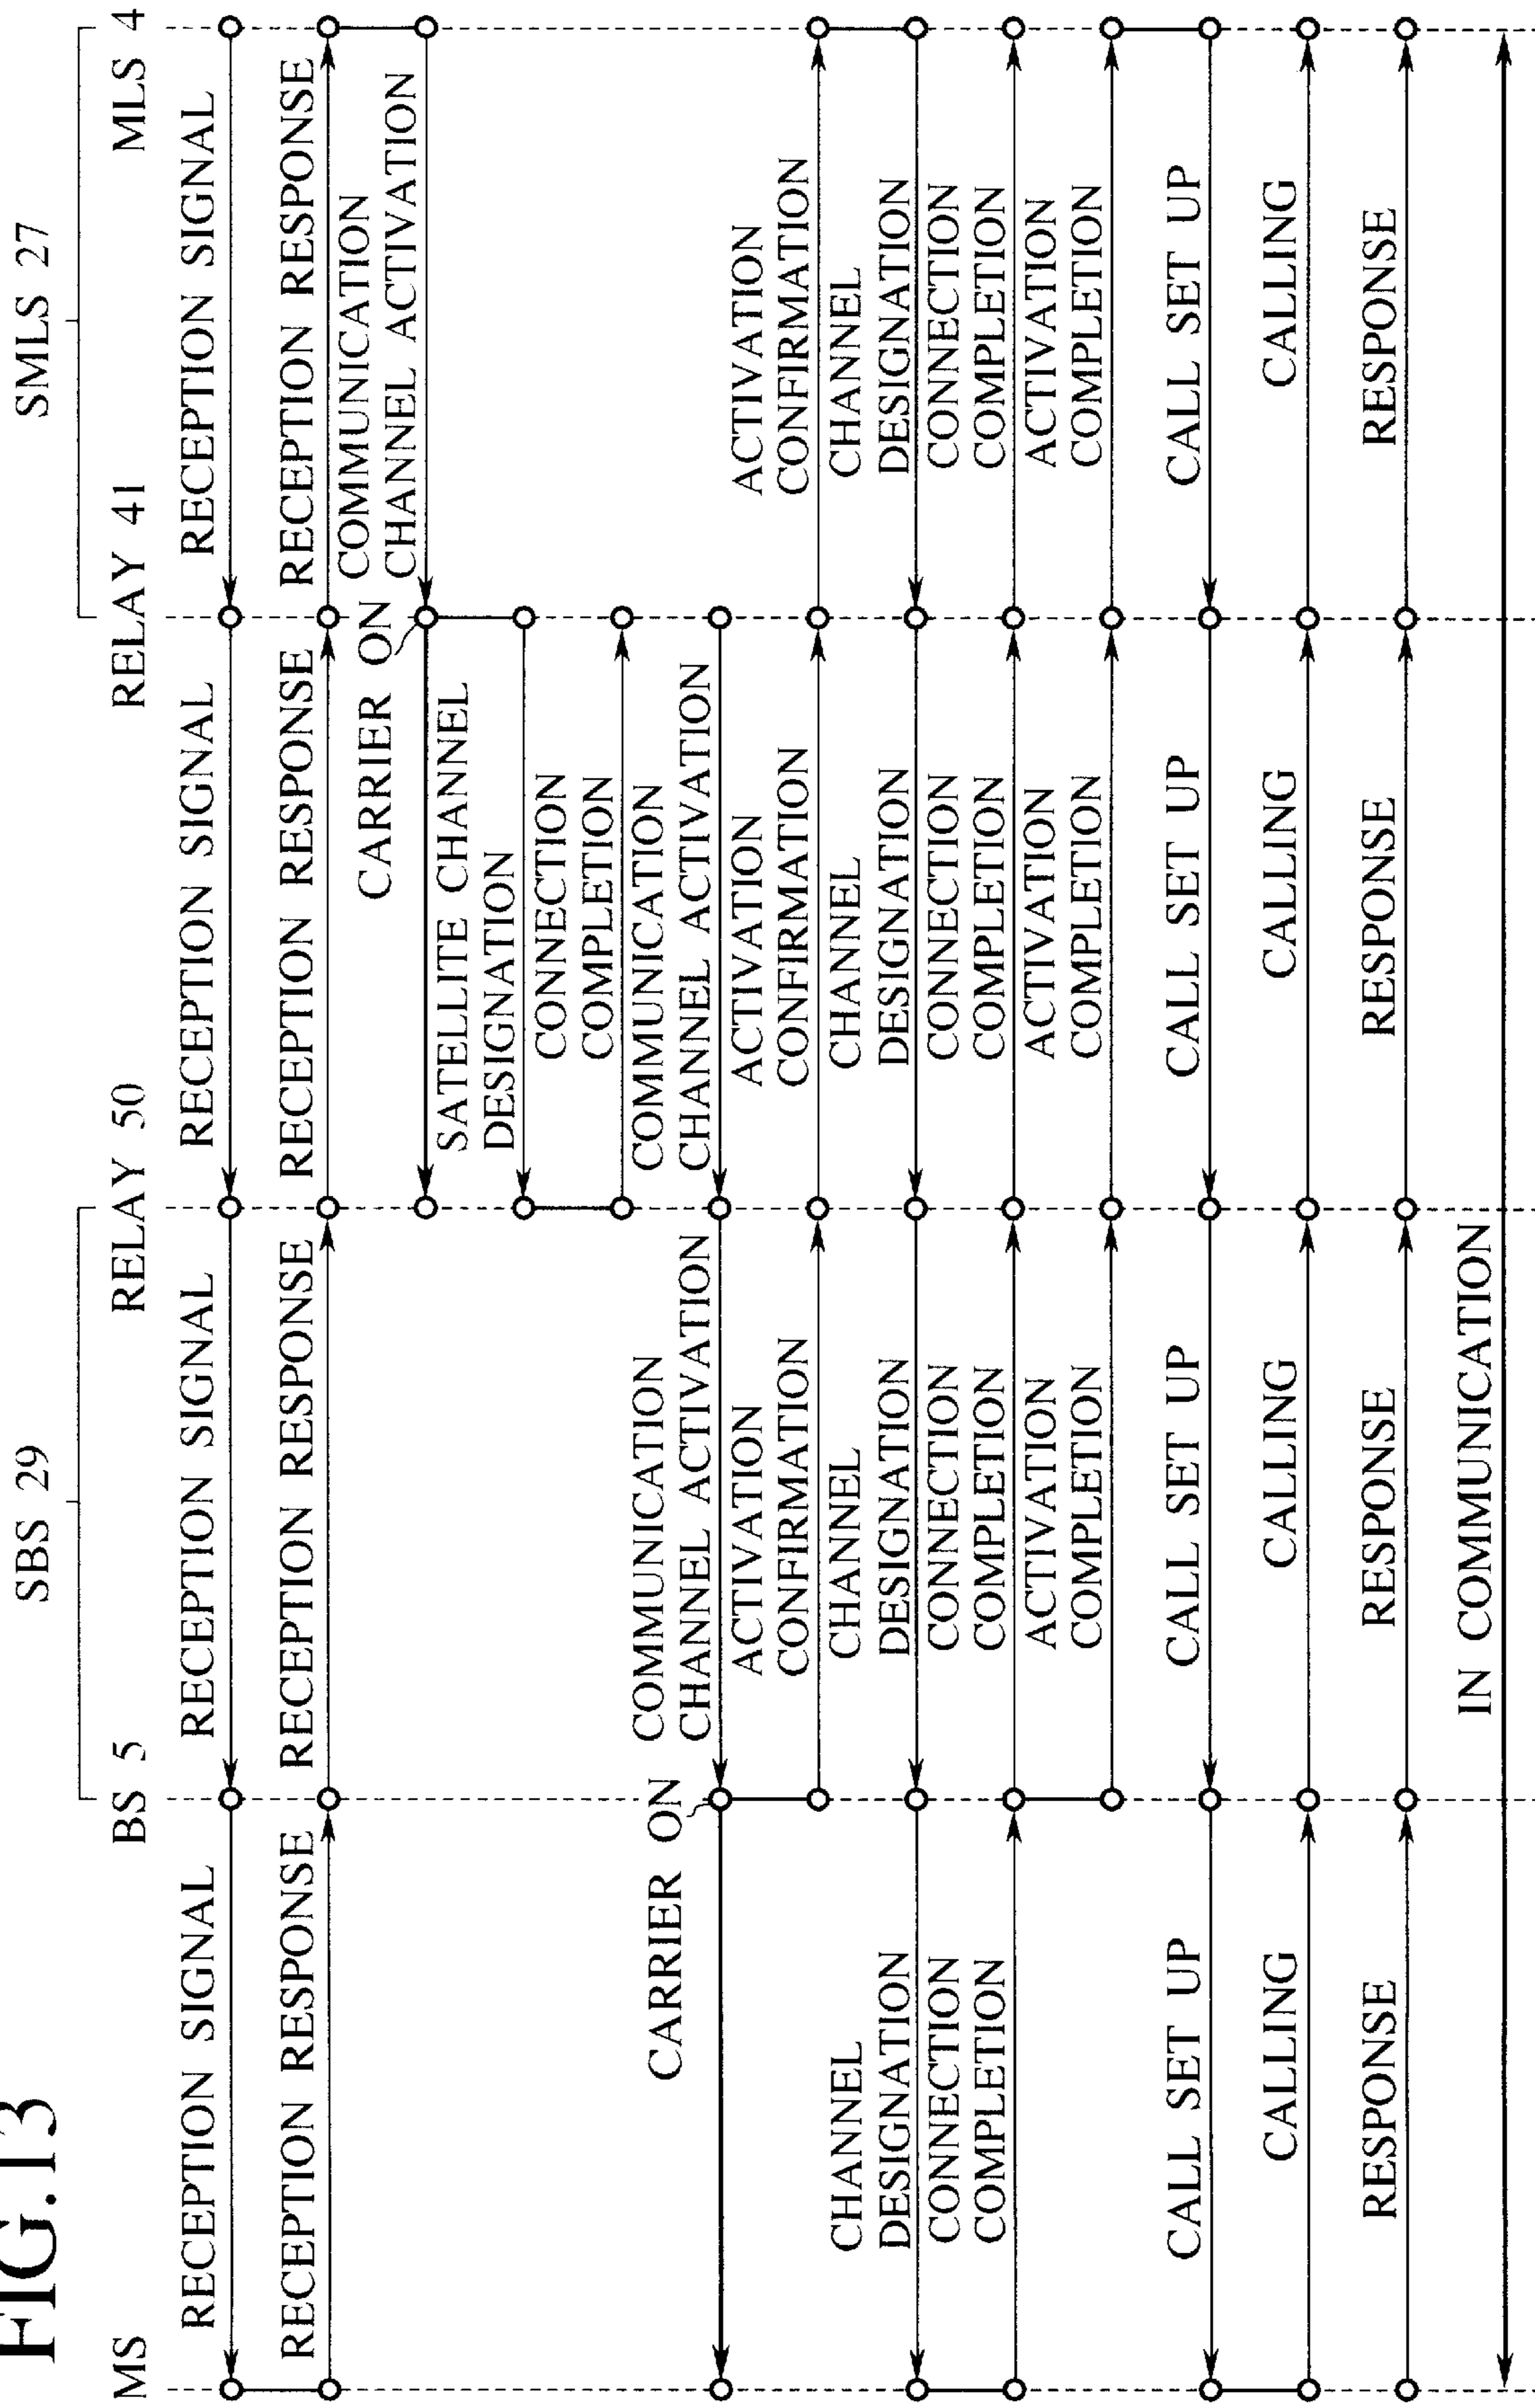 FIG.13
SBS 29
SMLS 27
MS
BS 5
RELAY 50
RELAY 41
MLS 4
RECEPTION SIGNAL
RECEPTION SIGNAL
RECEPTION SIGNAL
RECEPTION SIGNAL
RECEPTION RESPONSE
RECEPTION RESPONSE
RECEPTION RESPONSE
RECEPTION RESPONSE
COMMUNICATION
CHANNEL ACTIVATION
CARRIER ON
SATELLITE CHANNEL
DESIGNATION
CONNECTION
COMPLETION
CARRIER ON
COMMUNICATION
CHANNEL ACTIVATION
COMMUNICATION
CHANNEL ACTIVATION
ACTIVATION
CONFIRMATION
ACTIVATION
CONFIRMATION
ACTIVATION
CONFIRMATION
CHANNEL
DESIGNATION
CHANNEL
DESIGNATION
CHANNEL
DESIGNATION
CHANNEL
DESIGNATION
CONNECTION
COMPLETION
CONNECTION
COMPLETION
CONNECTION
COMPLETION
CONNECTION
COMPLETION
ACTIVATION
COMPLETION
ACTIVATION
COMPLETION
ACTIVATION
COMPLETION
CALL SET UP
CALL SET UP
CALL SET UP
CALL SET UP
CALLING
CALLING
CALLING
CALLING
RESPONSE
RESPONSE
RESPONSE
RESPONSE
IN COMMUNICATION